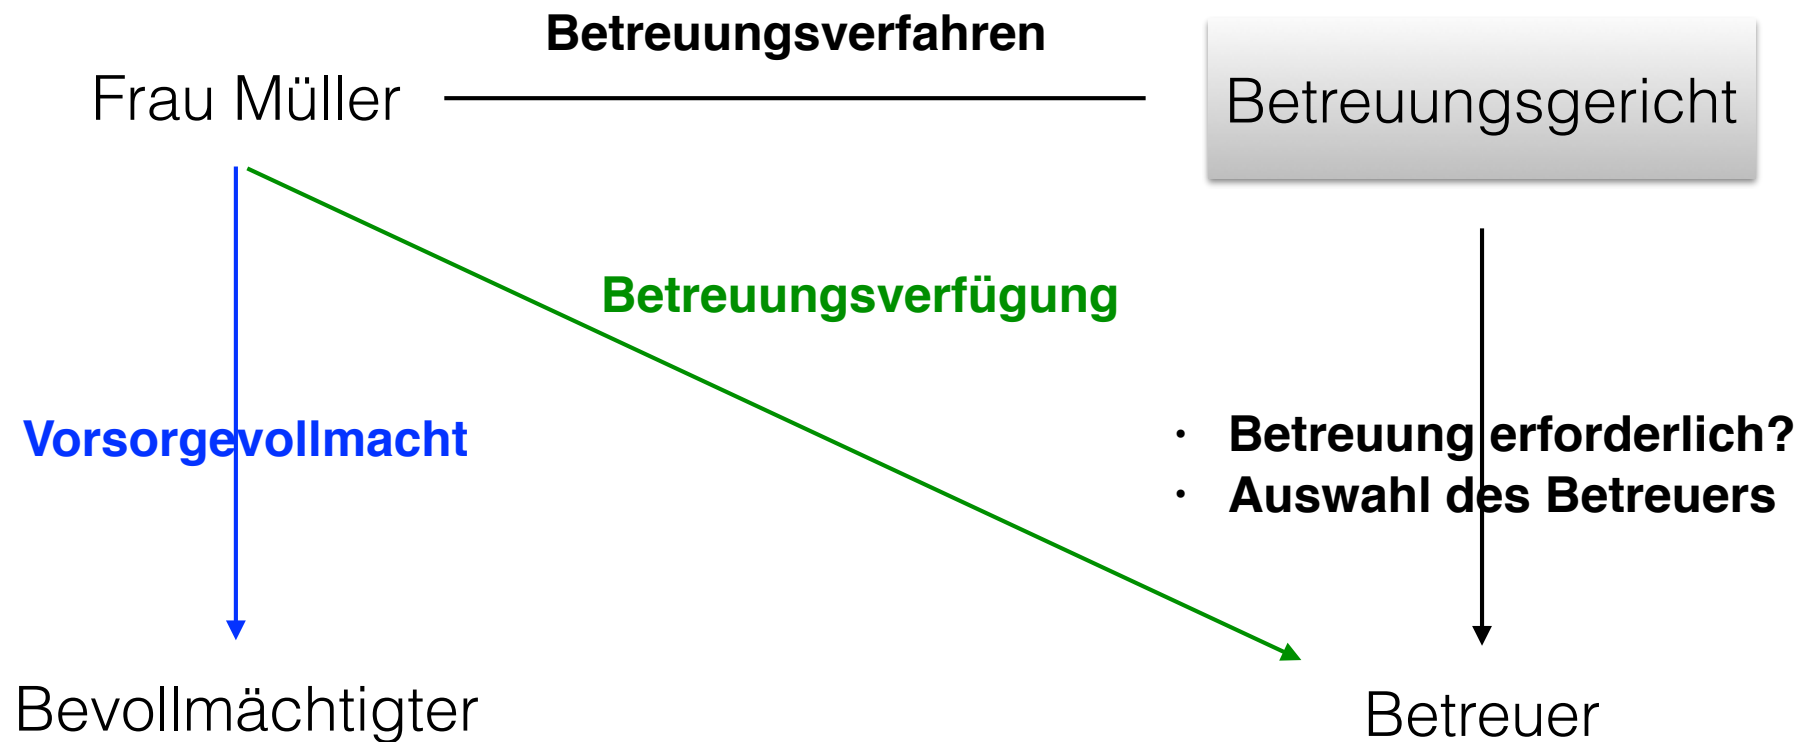 Betreuungsverfahren
Frau Müller
Betreuungsgericht
Betreuungsverfügung
Vorsorgevollmacht
· Betreuung erforderlich?
· Auswahl des Betreuers
Bevollmächtigter
Betreuer